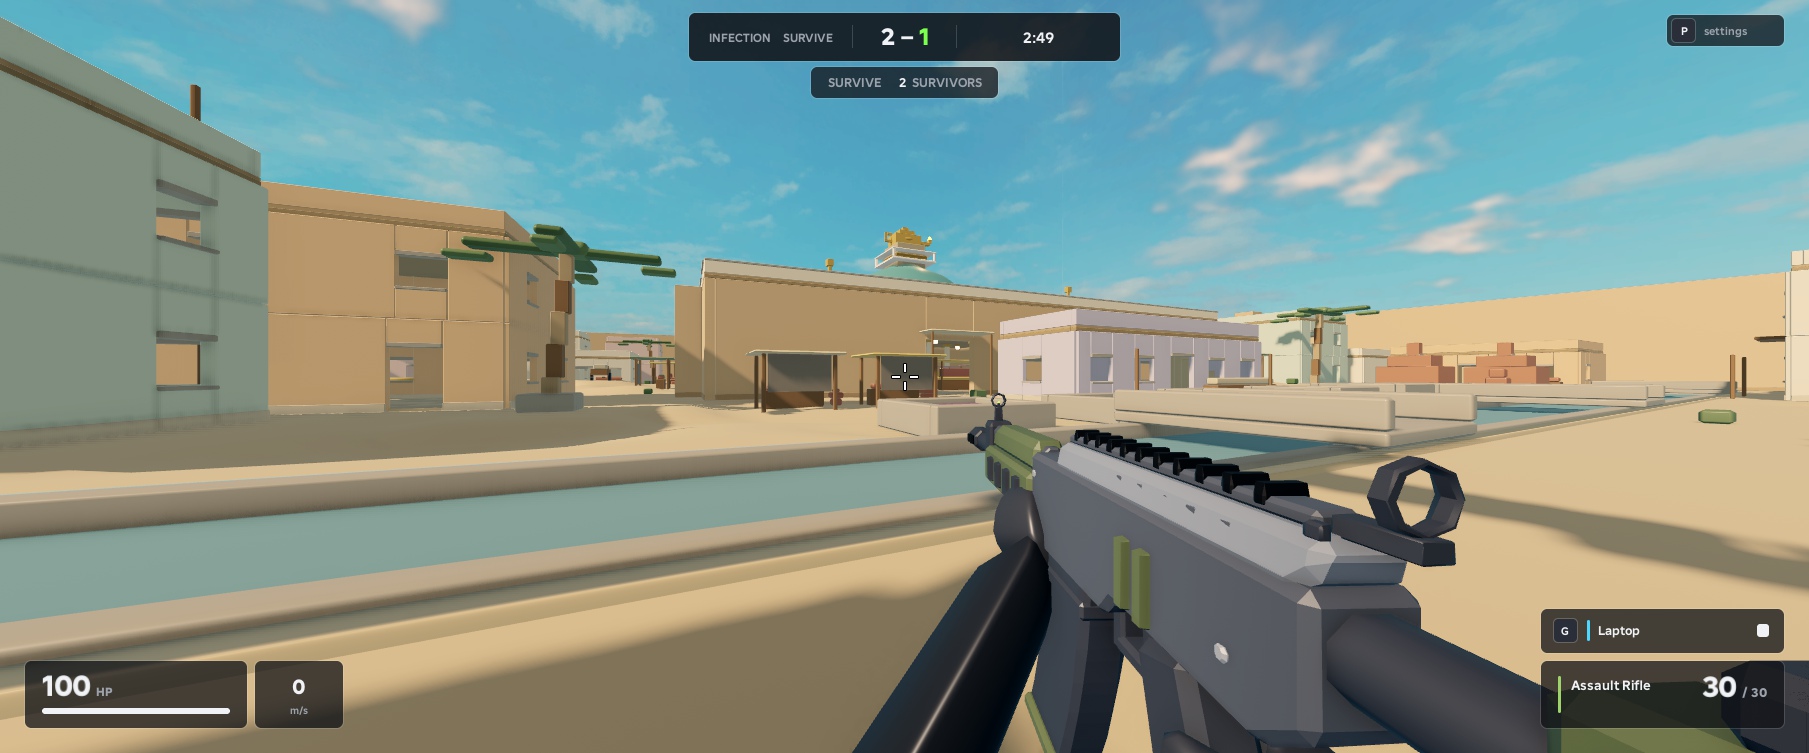 INFECTION SURVIVE 2 – 1 2:49
SURVIVE 2 SURVIVORS
P settings
100 HP
0
m/s
G Laptop
Assault Rifle 30 / 30